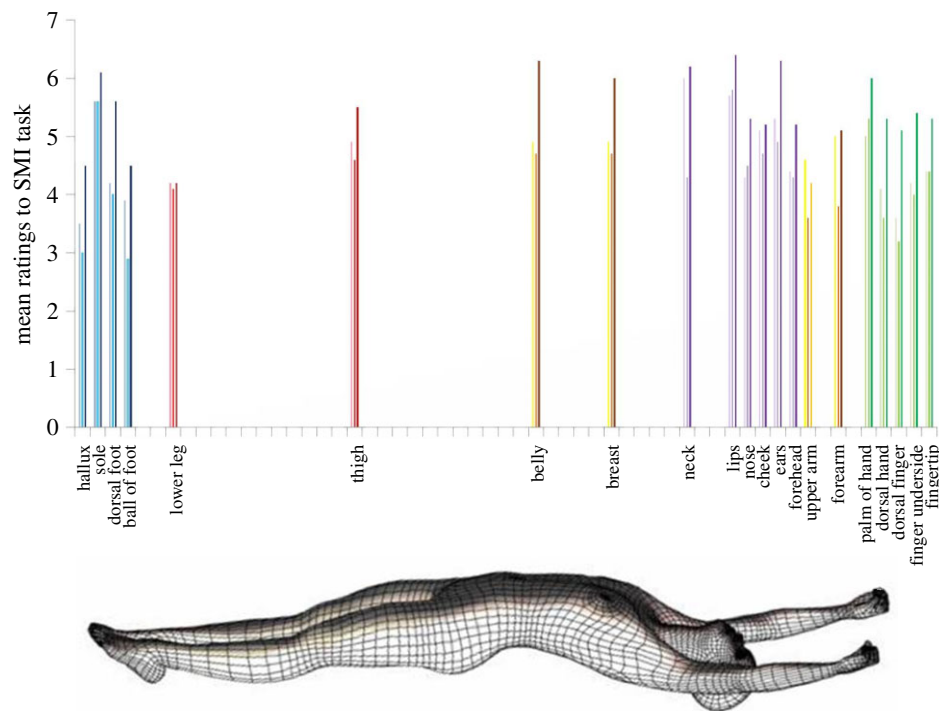 mean ratings to SMI task
7
6
5
4
3
2
1
0
hallux
sole
dorsal foot
ball of foot
lower leg
thigh
belly
breast
neck
lips
nose
cheek
ears
forehead
upper arm
forearm
palm of hand
dorsal hand
dorsal finger
finger underside
fingertip